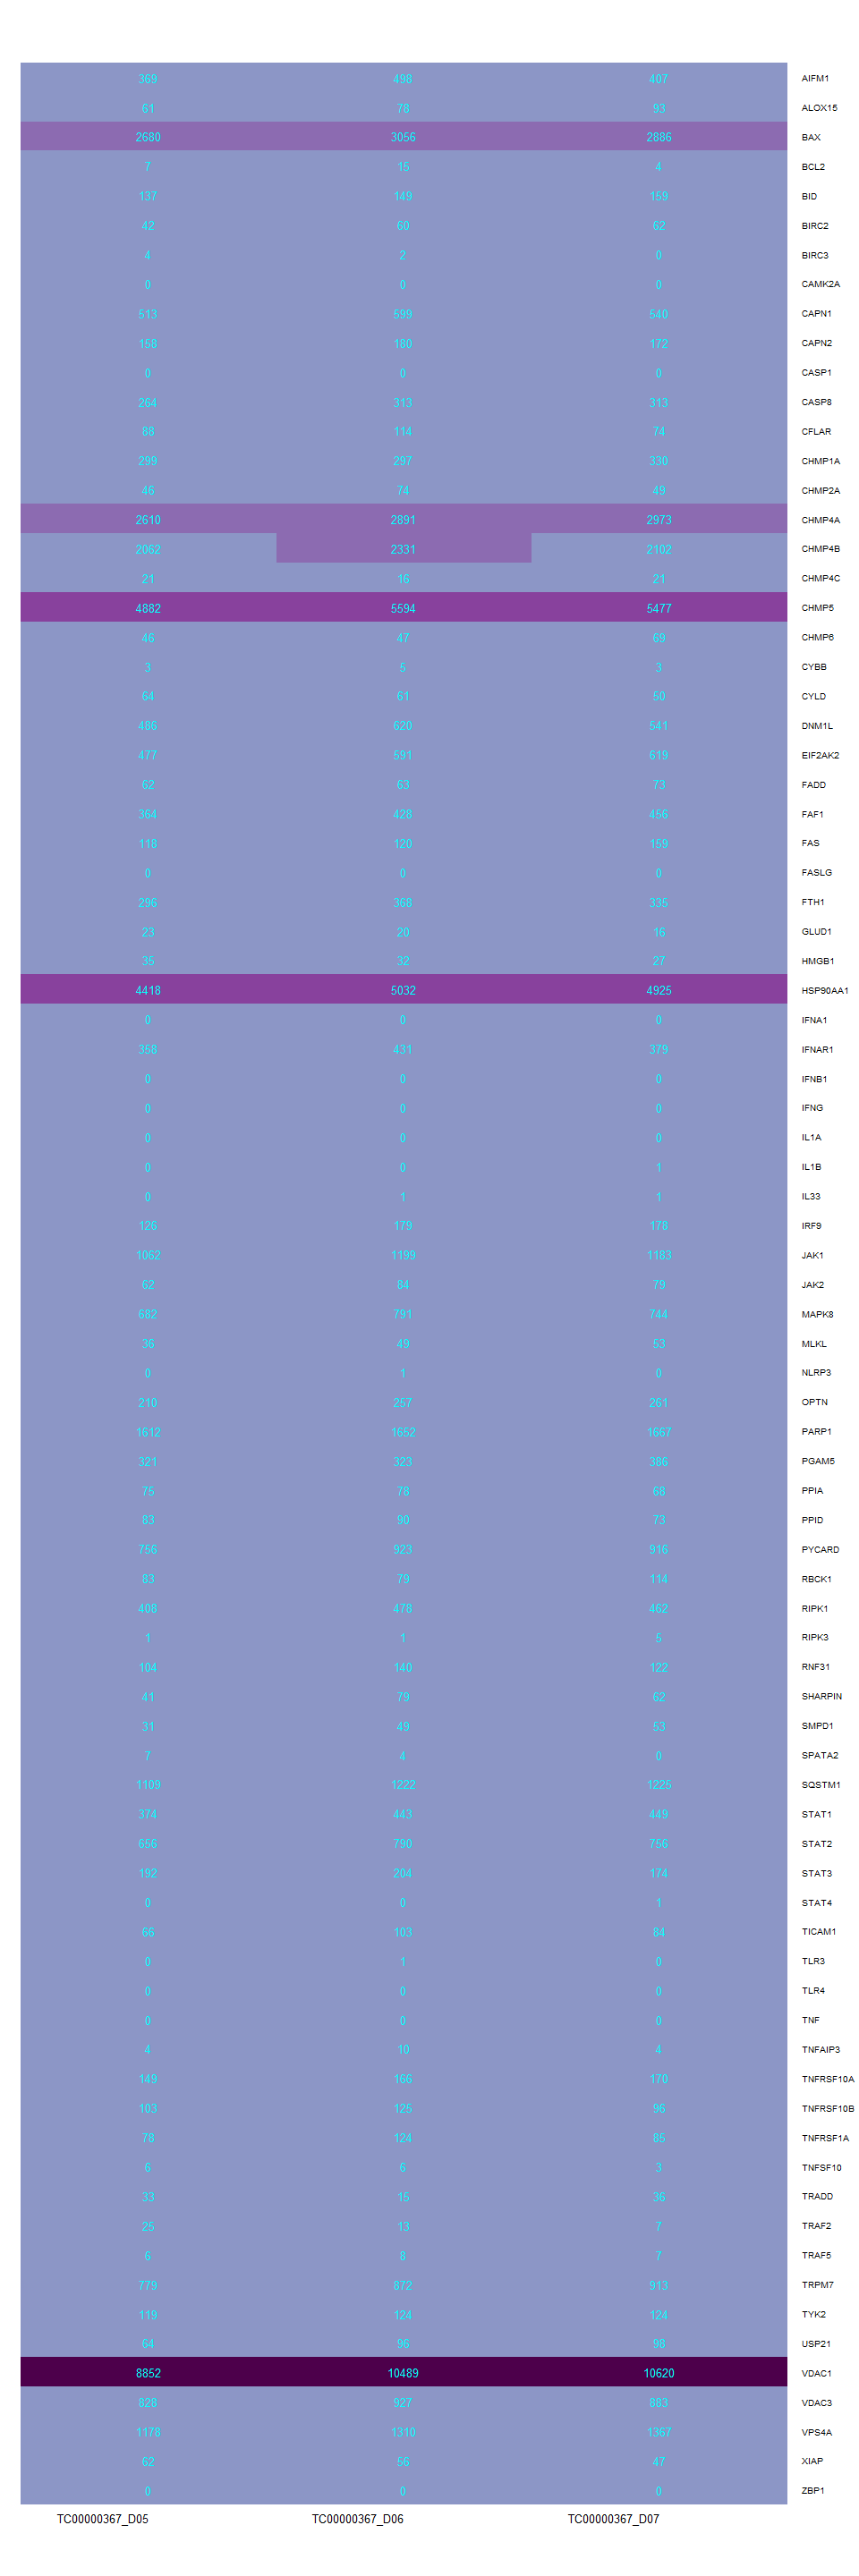 369 498 407 AIFM1
61 78 93 ALOX15
2680 3056 2886 BAX
7 15 4 BCL2
137 149 159 BID
42 60 62 BIRC2
4 2 0 BIRC3
0 0 0 CAMK2A
513 599 540 CAPN1
158 180 172 CAPN2
0 0 0 CASP1
264 313 313 CASP8
88 114 74 CFLAR
299 297 330 CHMP1A
46 74 49 CHMP2A
2610 2891 2973 CHMP4A
2062 2331 2102 CHMP4B
21 16 21 CHMP4C
4882 5594 5477 CHMP5
46 47 69 CHMP6
3 5 3 CYBB
64 61 50 CYLD
486 620 541 DNM1L
477 591 619 EIF2AK2
62 63 73 FADD
364 428 456 FAF1
118 120 159 FAS
0 0 0 FASLG
296 368 335 FTH1
23 20 16 GLUD1
35 32 27 HMGB1
4418 5032 4925 HSP90AA1
0 0 0 IFNA1
358 431 379 IFNAR1
0 0 0 IFNB1
0 0 0 IFNG
0 0 0 IL1A
0 0 1 IL1B
0 1 1 IL33
126 179 178 IRF9
1062 1199 1183 JAK1
62 84 79 JAK2
682 791 744 MAPK8
36 49 53 MLKL
0 1 0 NLRP3
210 257 261 OPTN
1612 1652 1667 PARP1
321 323 386 PGAM5
75 78 68 PPIA
83 90 73 PPID
756 923 916 PYCARD
83 79 114 RBCK1
408 478 462 RIPK1
1 1 5 RIPK3
104 140 122 RNF31
41 79 62 SHARPIN
31 49 53 SMPD1
7 4 0 SPATA2
1109 1222 1225 SQSTM1
374 443 449 STAT1
656 790 756 STAT2
192 204 174 STAT3
0 0 1 STAT4
66 103 84 TICAM1
0 1 0 TLR3
0 0 0 TLR4
0 0 0 TNF
4 10 4 TNFAIP3
149 166 170 TNFRSF10A
103 125 96 TNFRSF10B
78 124 85 TNFRSF1A
6 6 3 TNFSF10
33 15 36 TRADD
25 13 7 TRAF2
6 8 7 TRAF5
779 872 913 TRPM7
119 124 124 TYK2
64 96 98 USP21
8852 10489 10620 VDAC1
828 927 883 VDAC3
1178 1310 1367 VPS4A
62 56 47 XIAP
0 0 0 ZBP1
TC00000367_D05 TC00000367_D06 TC00000367_D07